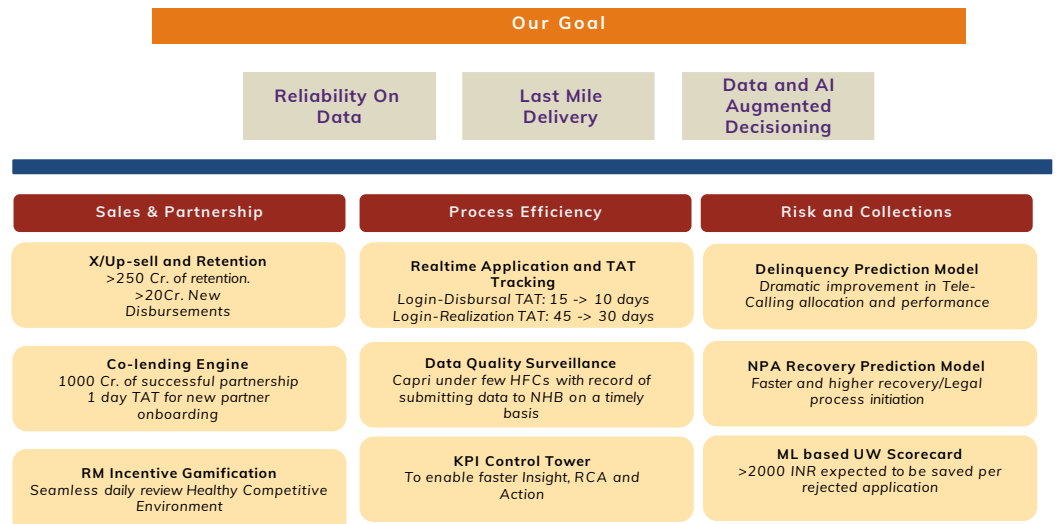 Our Goal
Reliability On
Data
Last Mile
Delivery
Data and AI
Augmented
Decisioning
Sales & Partnership
X/Up-sell and Retention
>250 Cr. of retention.
>20Cr. New
Disbursements
Co-lending Engine
1000 Cr. of successful partnership
1 day TAT for new partner
onboarding
RM Incentive Gamification
Seamless daily review Healthy Competitive
Environment
Process Efficiency
Realtime Application and TAT
Tracking
Login-Disbursal TAT: 15 -> 10 days
Login-Realization TAT: 45 -> 30 days
Data Quality Surveillance
Capri under few HFCs with record of
submitting data to NHB on a timely
basis
KPI Control Tower
To enable faster Insight, RCA and
Action
Risk and Collections
Delinquency Prediction Model
Dramatic improvement in Tele-
Calling allocation and performance
NPA Recovery Prediction Model
Faster and higher recovery/Legal
process initiation
ML based UW Scorecard
>2000 INR expected to be saved per
rejected application